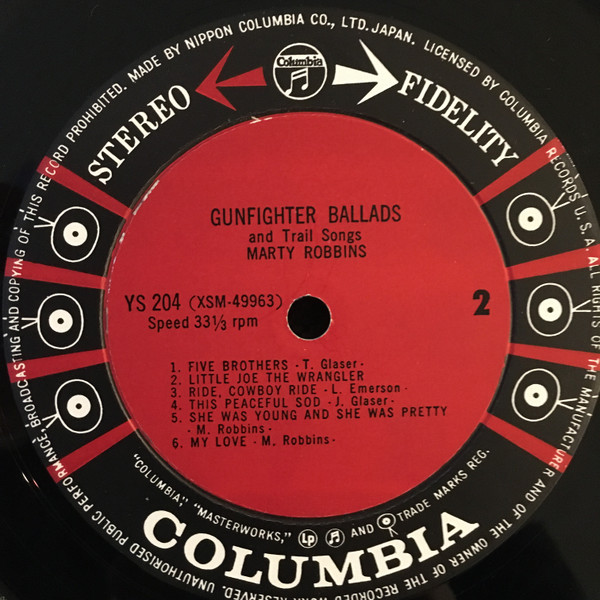 PERFORMANCE, BROADCASTING AND COPYING OF THIS RECORD PROHIBITED. MADE BY NIPPON COLUMBIA CO., LTD. JAPAN. LICENSED BY COLUMBIA RECORDS U.S.A. ALL RIGHTS OF THE MANUFACTURER AND OF THE OWNER OF THE RECORDED WORK RESERVED. UNAUTHORISED PUBLIC
STEREO
Columbia
FIDELITY
GUNFIGHTER BALLADS
and Trail Songs
MARTY ROBBINS
YS 204 (XSM-49963)
Speed 33⅓ rpm
2
1. FIVE BROTHERS - T. Glaser -
2. LITTLE JOE THE WRANGLER
3. RIDE, COWBOY RIDE - L. Emerson -
4. THIS PEACEFUL SOD - J. Glaser -
5. SHE WAS YOUNG AND SHE WAS PRETTY
- M. Robbins -
6. MY LOVE - M. Robbins -
"COLUMBIA," "MASTERWORKS," Lp AND TRADE MARKS REG.
COLUMBIA